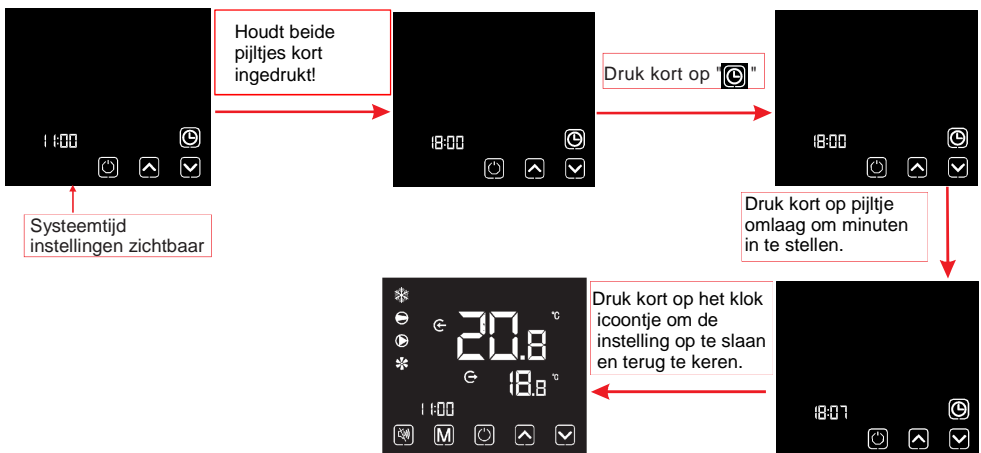 11:00
Systeemtijd
instellingen zichtbaar
Houdt beide
pijltjes kort
ingedrukt!
18:00
Druk kort op " "
18:00
Druk kort op pijltje
omlaag om minuten
in te stellen.
18:07
Druk kort op het klok
icoontje om de
instelling op te slaan
en terug te keren.
20.8 °C
18.8 °C
11:00
M